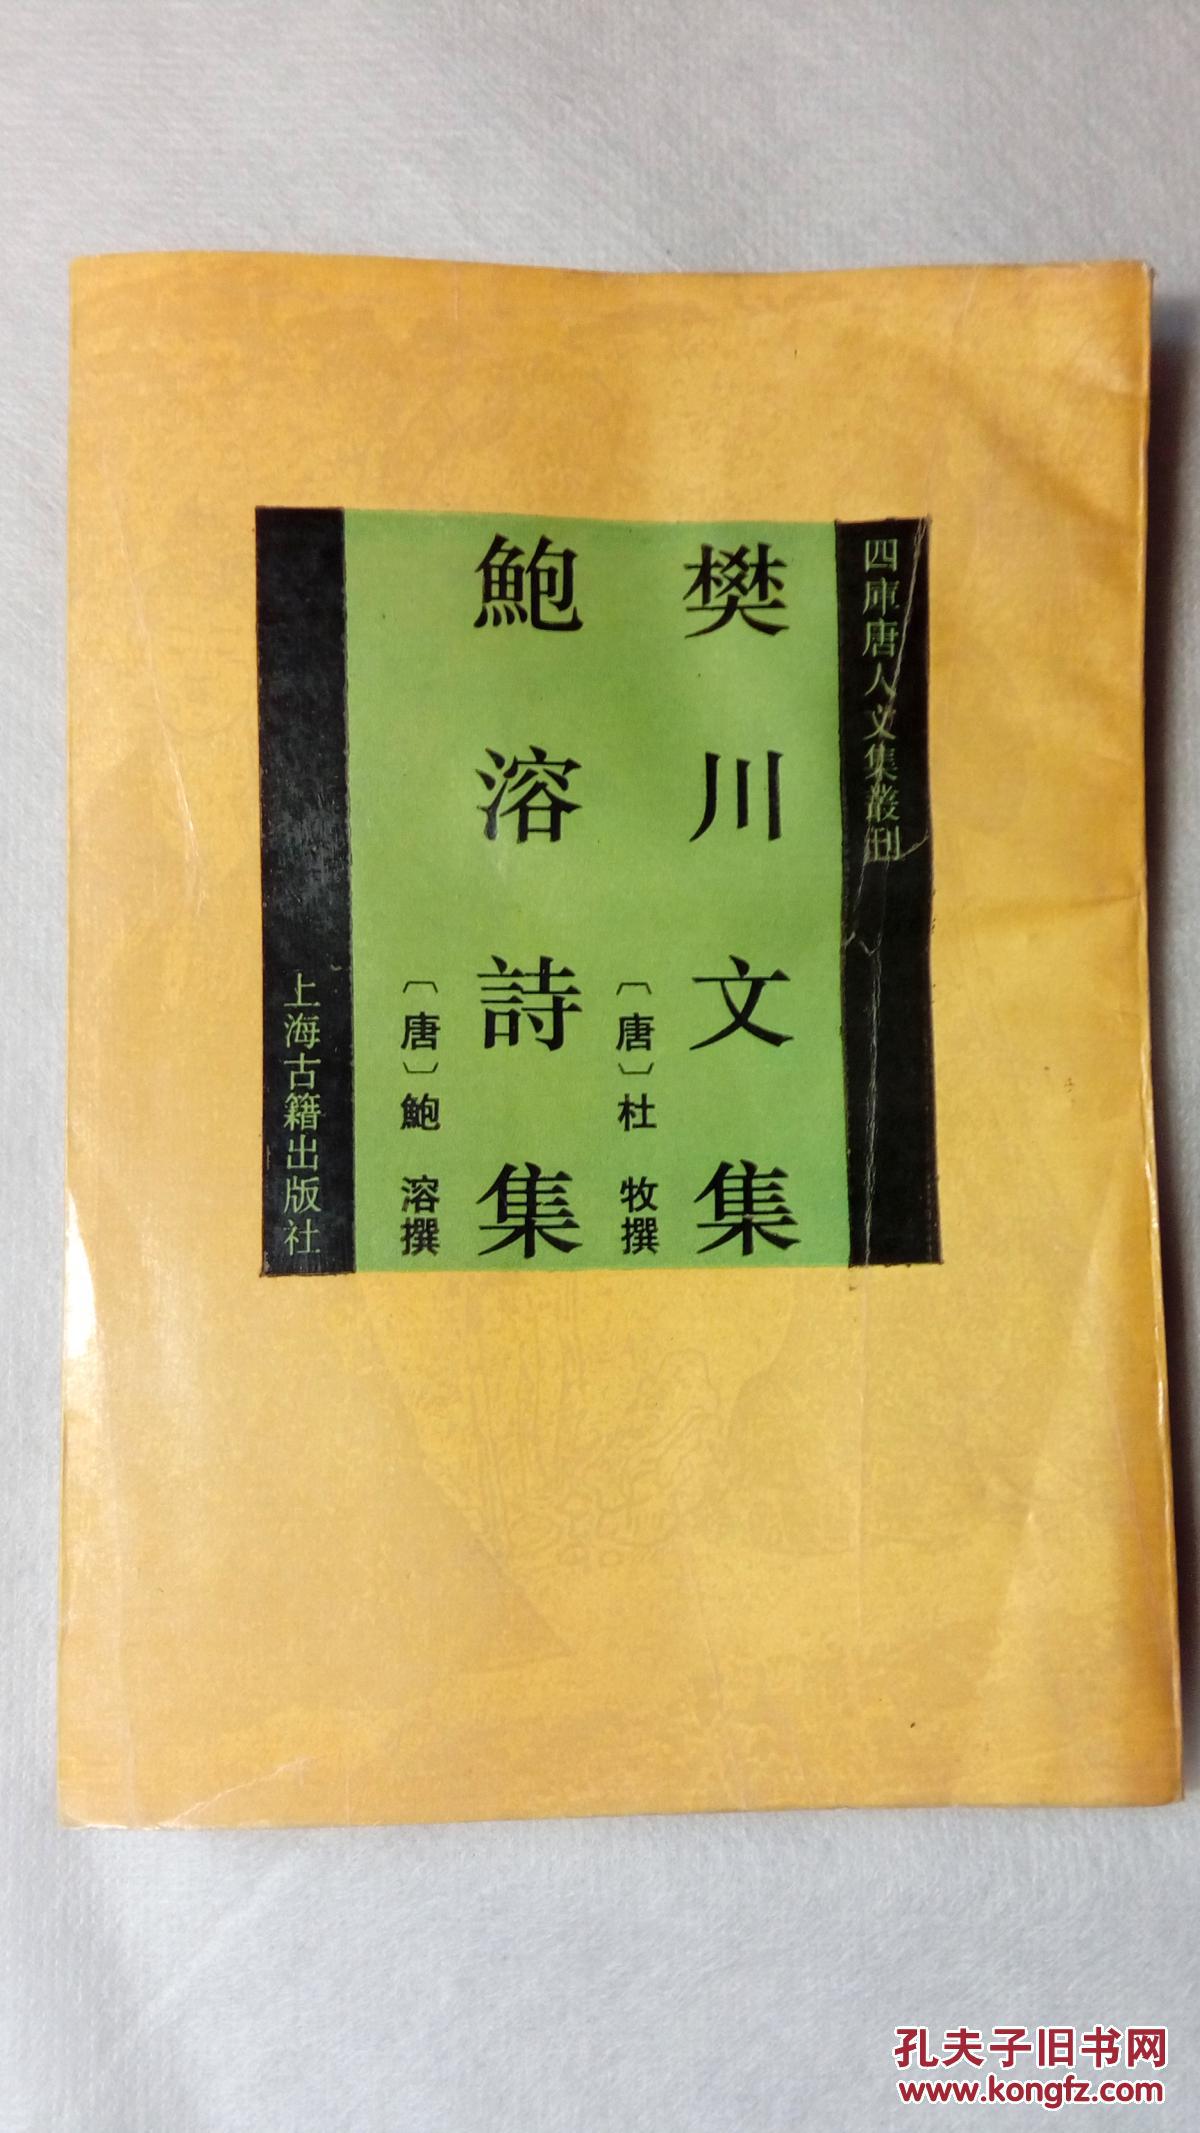 四庫唐人文集叢刊
樊川文集
〔唐〕杜 牧撰
鮑溶詩集
〔唐〕鮑 溶撰
上海古籍出版社
孔夫子旧书网
www.kongfz.com